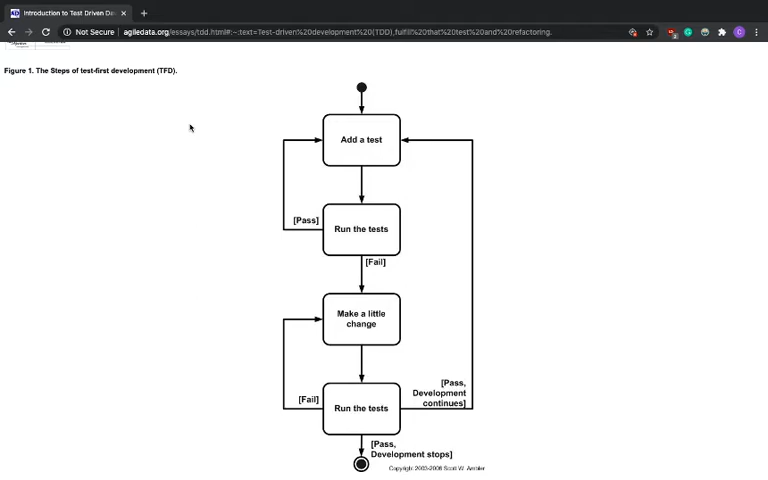 Introduction to Test Driven De
Not Secure
agiledata.org/essays/tdd.html#:~:text=Test-driven%20development%20(TDD),fulfill%20that%20test%20and%20refactoring.
Figure 1. The Steps of test-first development (TFD).
Add a test
[Pass]
Run the tests
[Fail]
Make a little
change
[Fail]
Run the tests
[Pass,
Development
continues]
[Pass,
Development stops]
Copyright 2003-2006 Scott W. Ambler